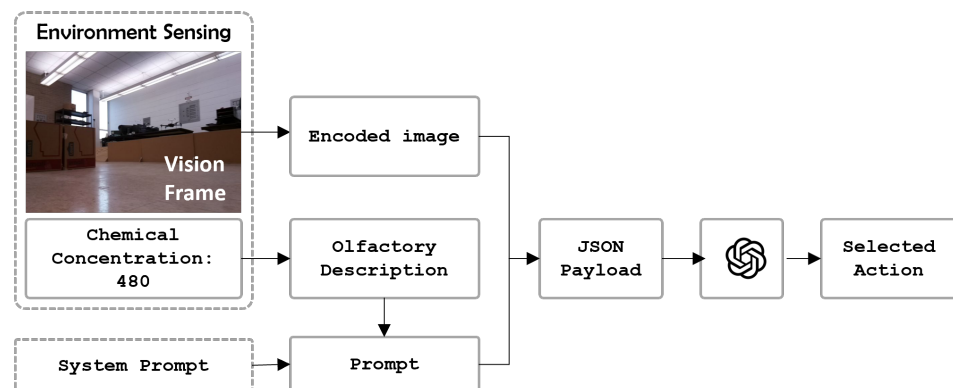 Environment Sensing
Vision
Frame
Chemical
Concentration:
480
Encoded image
Olfactory
Description
System Prompt
Prompt
JSON
Payload
Selected
Action